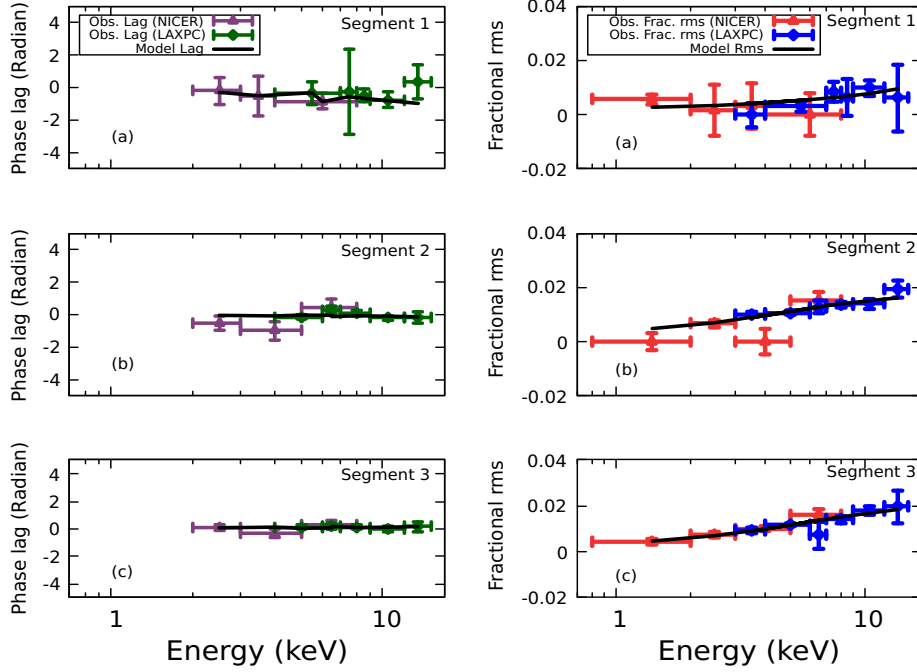 Phase lag (Radian)
4
2
0
-2
-4
Obs. Lag (NICER)
Obs. Lag (LAXPC)
Model Lag
Segment 1
(a)
Fractional rms
0.04
0.02
0
-0.02
Obs. Frac. rms (NICER)
Obs. Frac. rms (LAXPC)
Model Rms
Segment 1
(a)
Phase lag (Radian)
4
2
0
-2
-4
Segment 2
(b)
Fractional rms
0.04
0.02
0
-0.02
Segment 2
(b)
Phase lag (Radian)
4
2
0
-2
-4
Segment 3
(c)
1
10
Energy (keV)
Fractional rms
0.04
0.02
0
-0.02
Segment 3
(c)
1
10
Energy (keV)